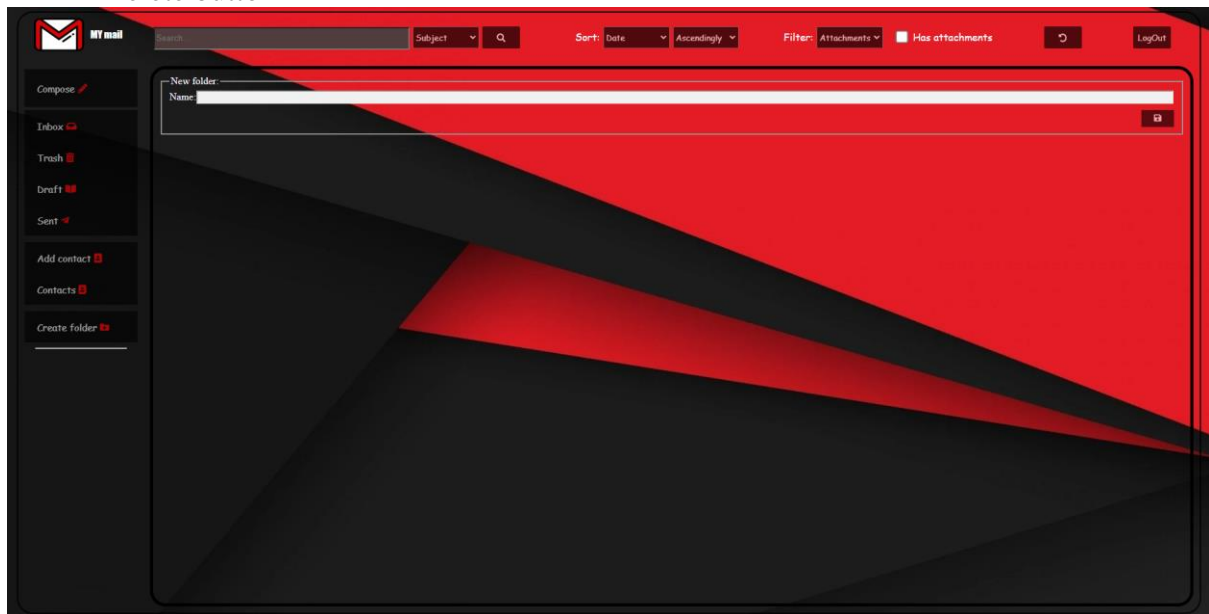 MY mail
Search...
Subject
Sort: Date Ascendingly
Filter: Attachments Has attachments
LogOut
Compose
Inbox
Trash
Draft
Sent
Add contact
Contacts
Create folder
New folder:
Name: